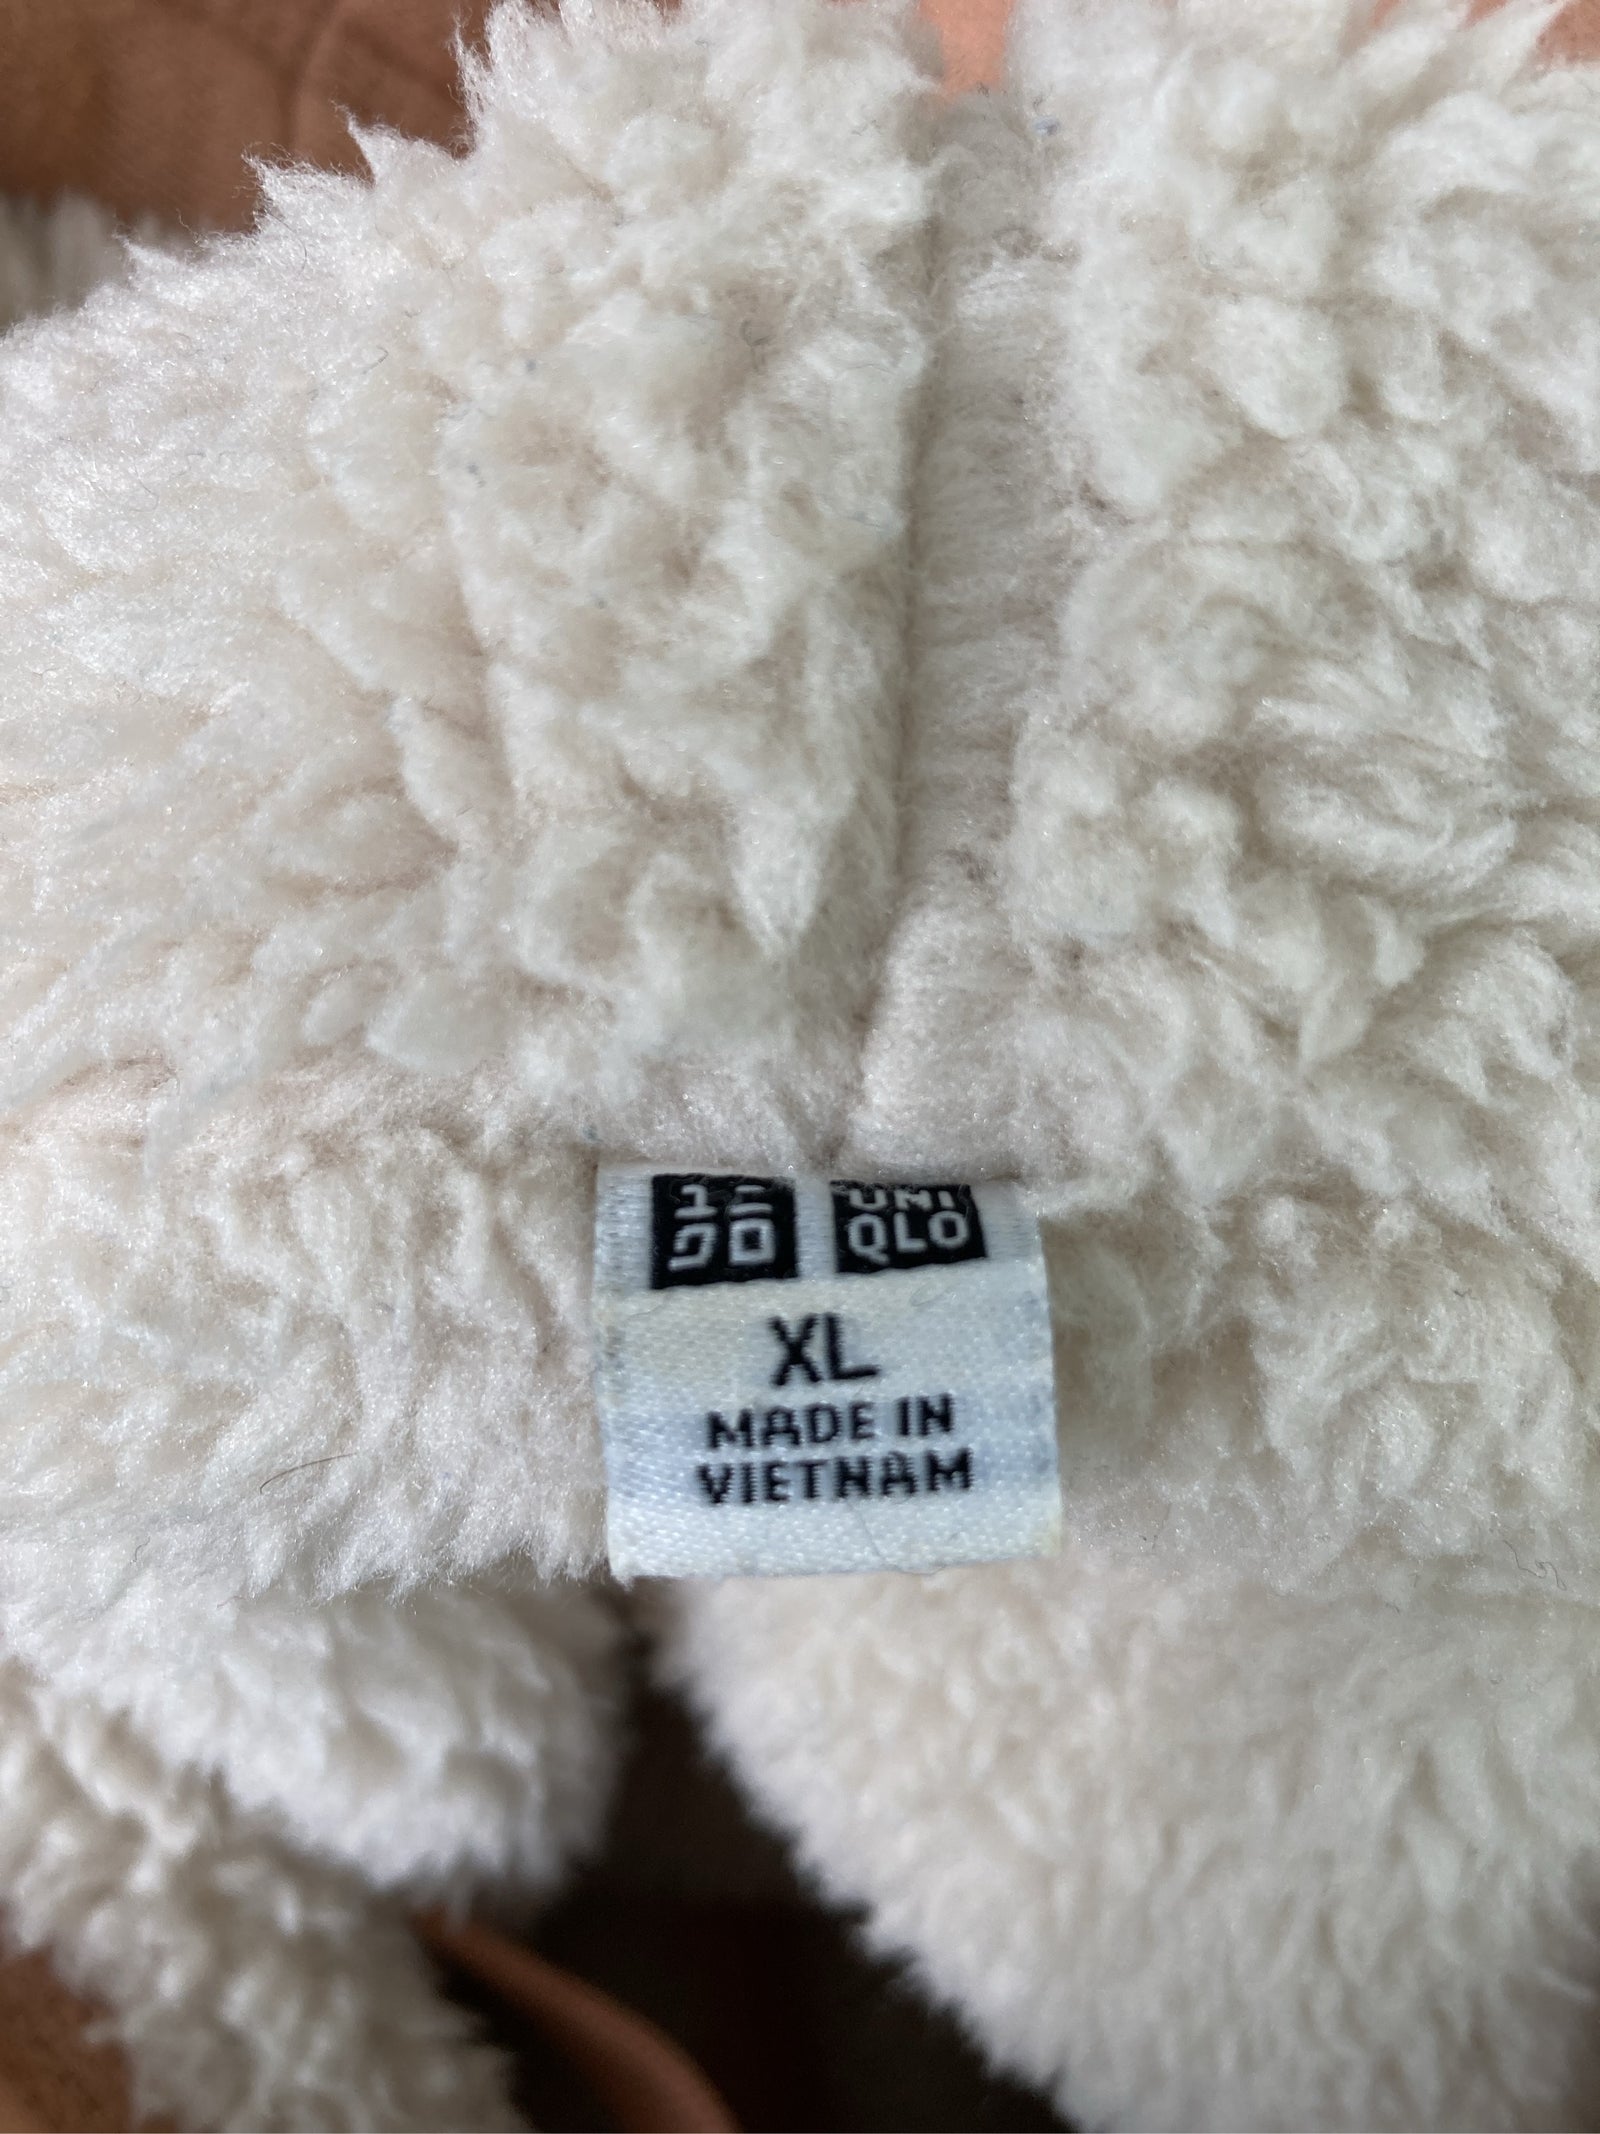 ユニ UNI
クロ QLO
XL
MADE IN
VIETNAM